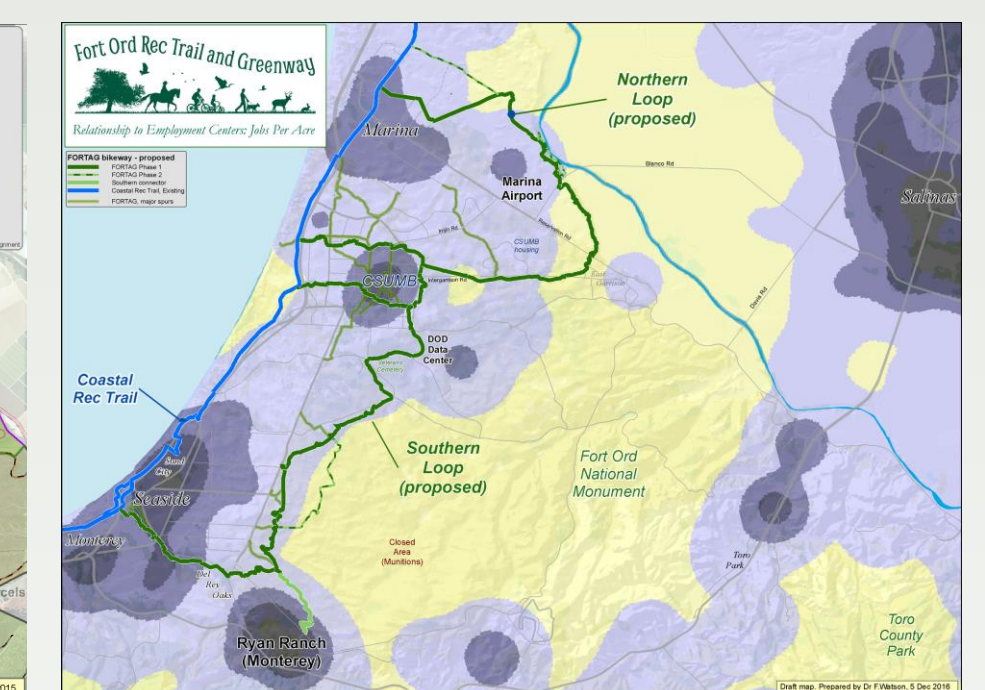 Fort Ord Rec Trail and Greenway
Relationship to Employment Centers: Jobs Per Acre
FORTAG bikeway - proposed
FORTAG Phase 1
FORTAG Phase 2
Southern connector
Coastal Rec Trail, Existing
FORTAG, major spurs
Northern
Loop
(proposed)
Marina
Blanco Rd
Marina
Airport
Salinas
Reservation Rd
Imjin Rd
CSUMB
housing
CSUMB
Intergarrison Rd
East
Garrison
Davis Rd
DOD
Data
Center
Veterans
Cemetery
Coastal
Rec Trail
Southern
Loop
(proposed)
Fort Ord
National
Monument
Sand
City
Seaside
Monterey
Closed
Area
(Munitions)
Toro
Park
Del
Rey
Oaks
Toro
County
Park
Ryan Ranch
(Monterey)
Draft map. Prepared by Dr F.Watson, 5 Dec 2016
cels
2015